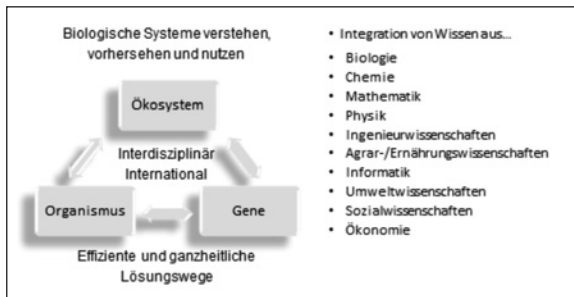 Biologische Systeme verstehen,
vorhersehen und nutzen
Ökosystem
Interdisziplinär
International
Organismus
Gene
Effiziente und ganzheitliche
Lösungswege
• Integration von Wissen aus...
• Biologie
• Chemie
• Mathematik
• Physik
• Ingenieurwissenschaften
• Agrar-/Ernährungswissenschaften
• Informatik
• Umweltwissenschaften
• Sozialwissenschaften
• Ökonomie